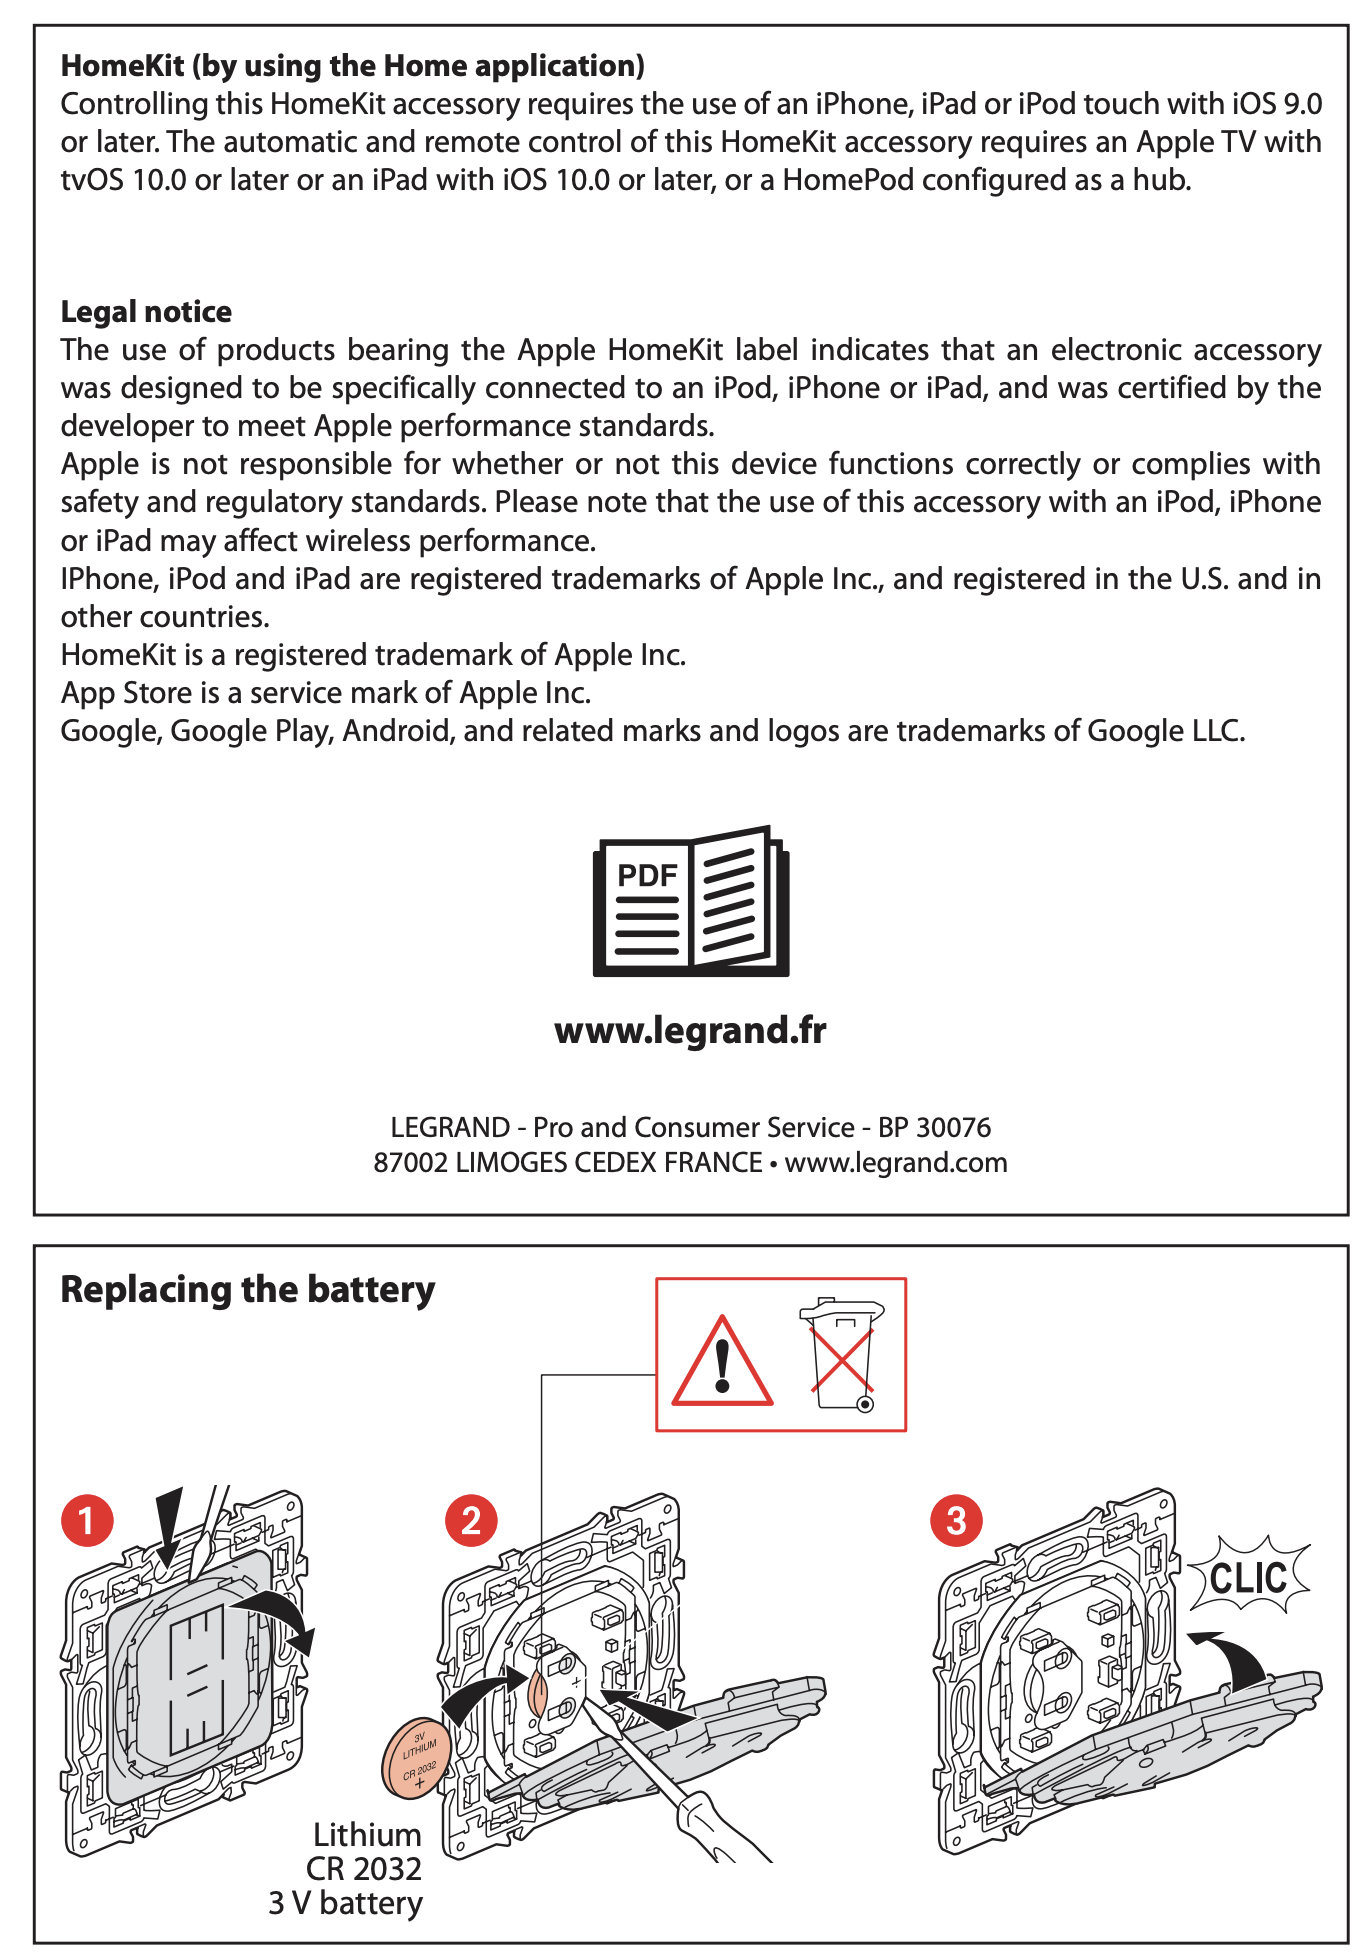 HomeKit (by using the Home application)
Controlling this HomeKit accessory requires the use of an iPhone, iPad or iPod touch with iOS 9.0
or later. The automatic and remote control of this HomeKit accessory requires an Apple TV with
tvOS 10.0 or later or an iPad with iOS 10.0 or later, or a HomePod configured as a hub.
Legal notice
The use of products bearing the Apple HomeKit label indicates that an electronic accessory
was designed to be specifically connected to an iPod, iPhone or iPad, and was certified by the
developer to meet Apple performance standards.
Apple is not responsible for whether or not this device functions correctly or complies with
safety and regulatory standards. Please note that the use of this accessory with an iPod, iPhone
or iPad may affect wireless performance.
IPhone, iPod and iPad are registered trademarks of Apple Inc., and registered in the U.S. and in
other countries.
HomeKit is a registered trademark of Apple Inc.
App Store is a service mark of Apple Inc.
Google, Google Play, Android, and related marks and logos are trademarks of Google LLC.
PDF
www.legrand.fr
LEGRAND - Pro and Consumer Service - BP 30076
87002 LIMOGES CEDEX FRANCE • www.legrand.com
Replacing the battery
1
2
3
CLIC
+
3V
LITHIUM
CR 2032
+
Lithium
CR 2032
3 V battery